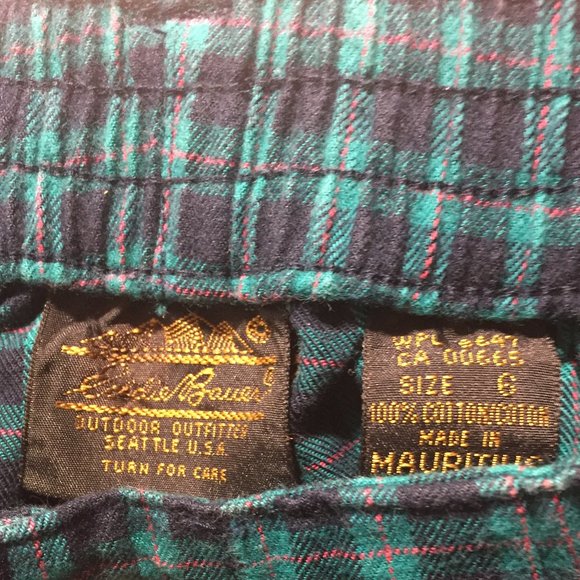 Eddie Bauer®
OUTDOOR OUTFITTER
SEATTLE U.S.A.
TURN FOR CARE
WPL
CA 00665
SIZE 6
100% COTTON/COTON
MADE IN
MAURITIUS